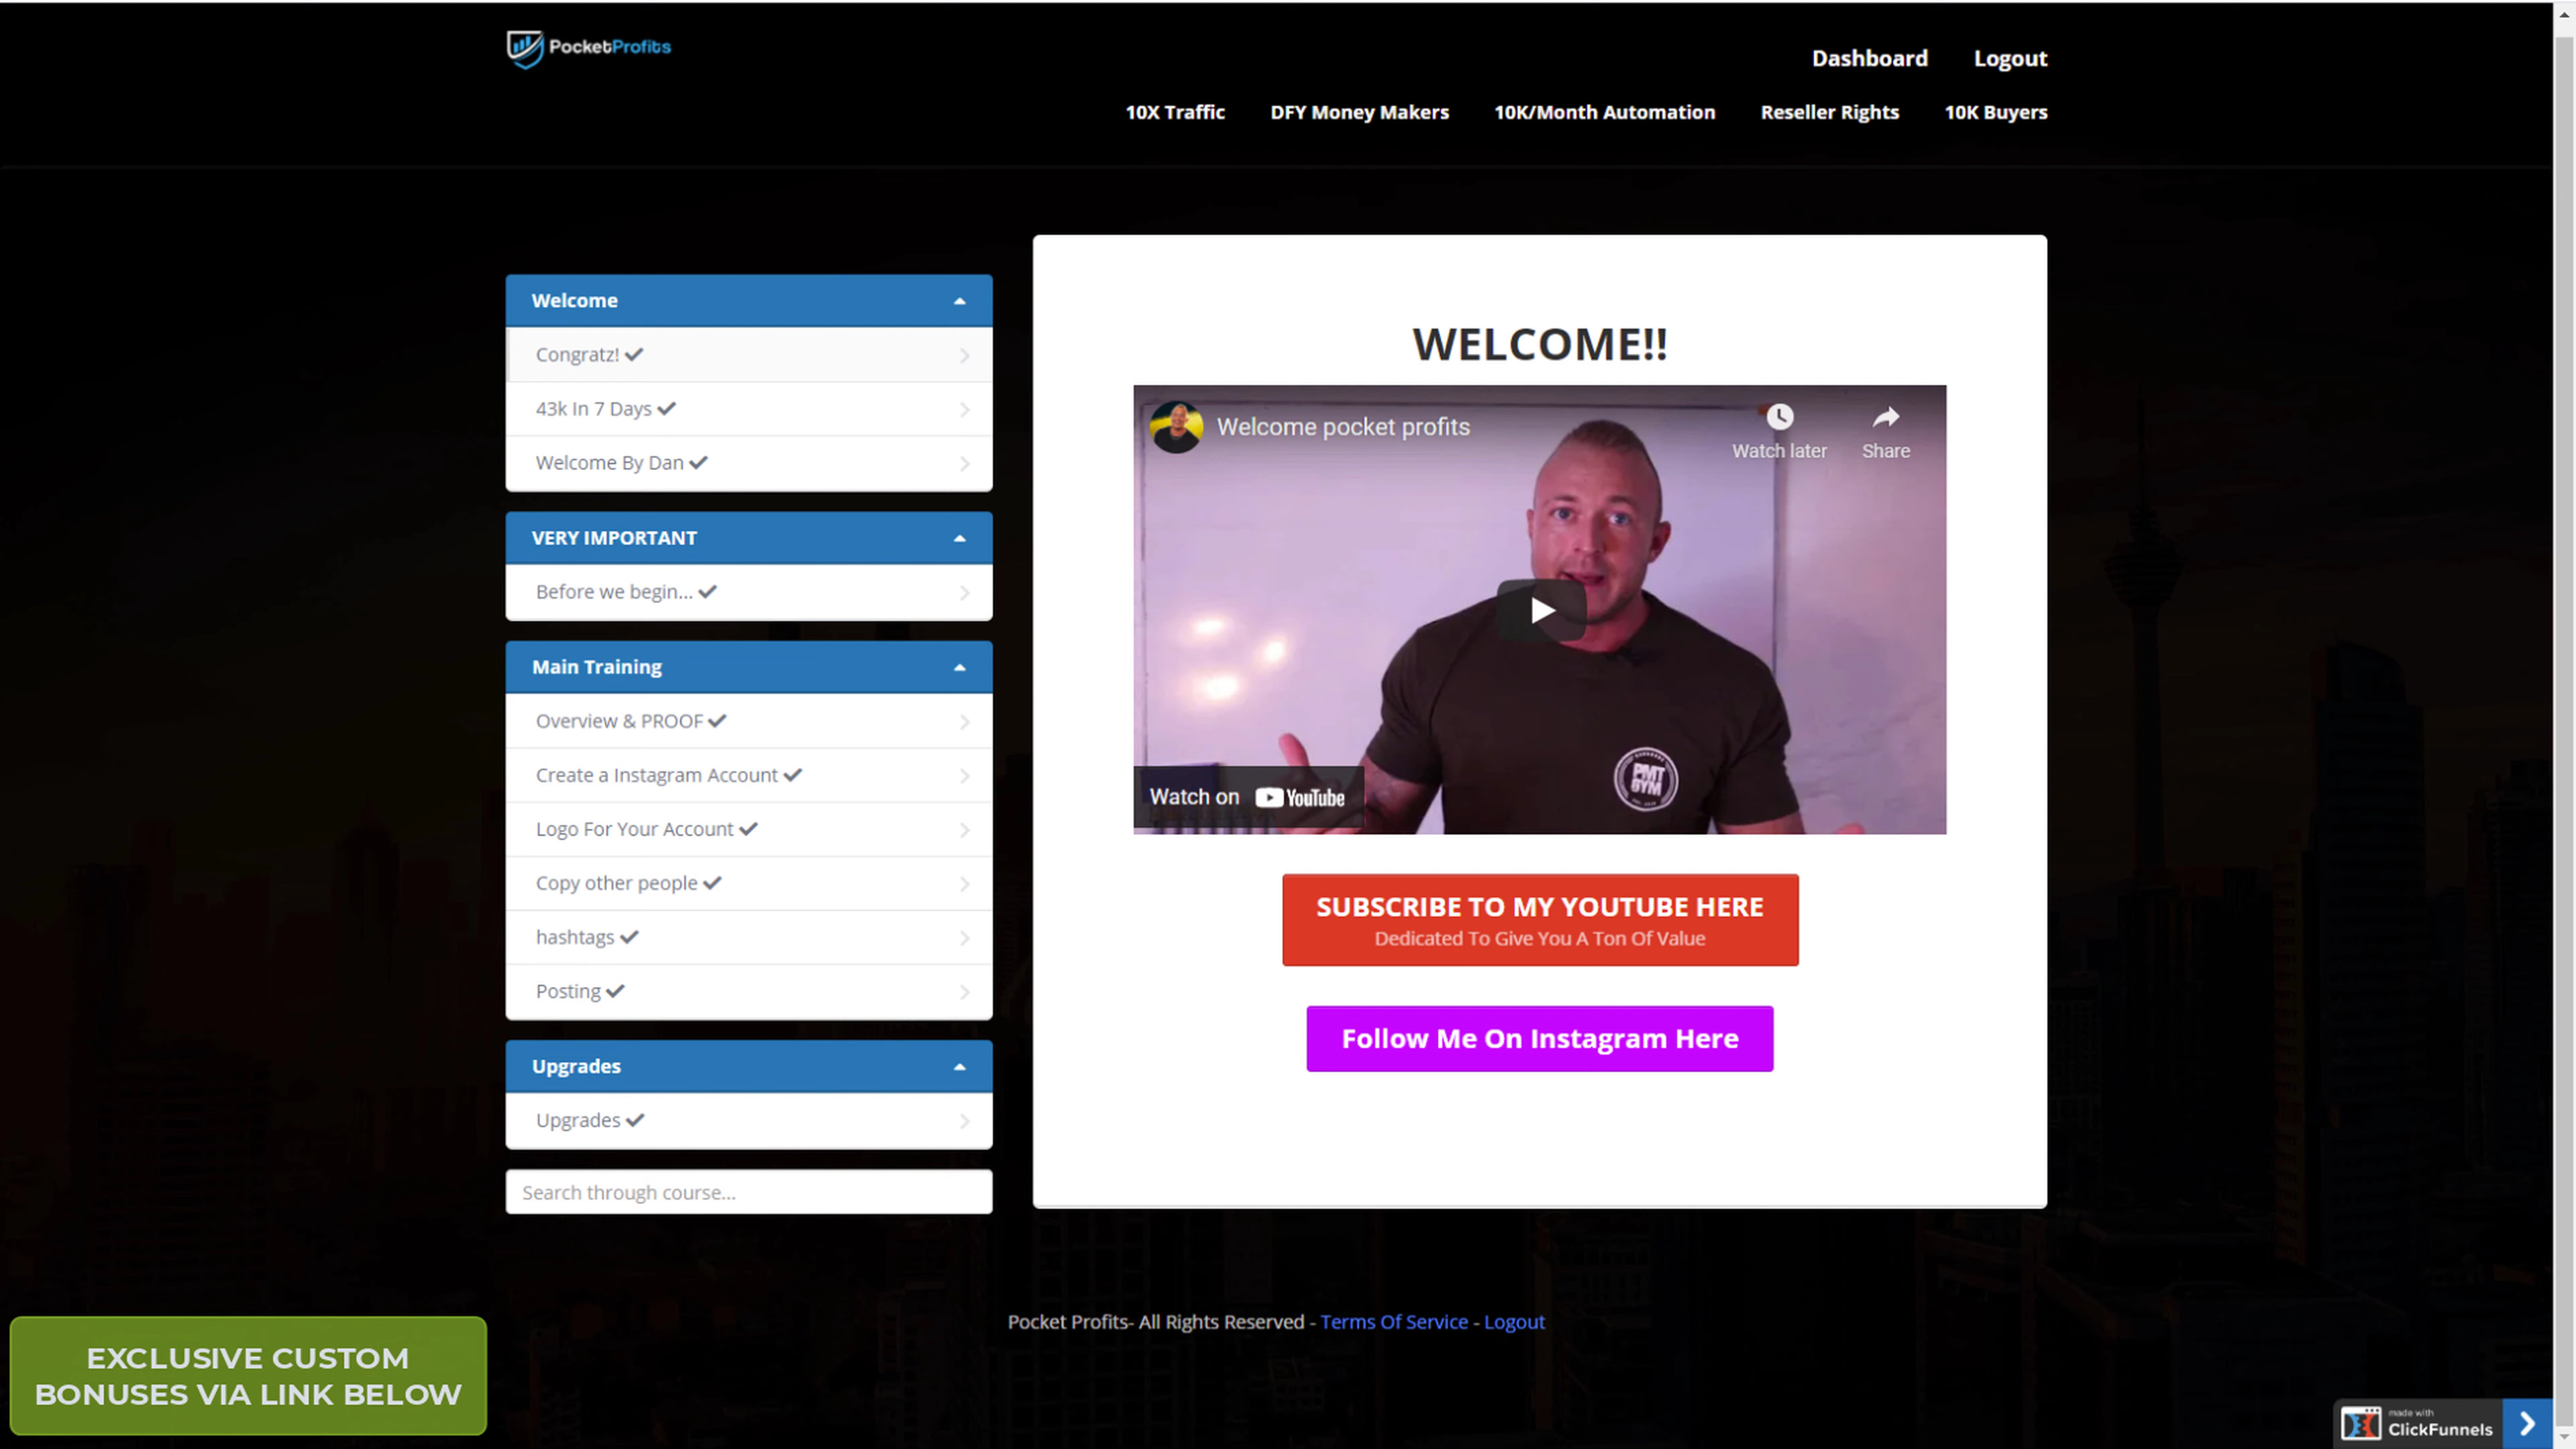 PocketProfits
Dashboard Logout
10X Traffic DFY Money Makers 10K/Month Automation Reseller Rights 10K Buyers
Welcome
Congratz!
43k In 7 Days
Welcome By Dan
VERY IMPORTANT
Before we begin...
Main Training
Overview & PROOF
Create a Instagram Account
Logo For Your Account
Copy other people
hashtags
Posting
Upgrades
Upgrades
Search through course...
WELCOME!!
Welcome pocket profits
Watch later Share
PMT
GYM
Watch on YouTube
SUBSCRIBE TO MY YOUTUBE HERE
Dedicated To Give You A Ton Of Value
Follow Me On Instagram Here
Pocket Profits- All Rights Reserved - Terms Of Service - Logout
EXCLUSIVE CUSTOM
BONUSES VIA LINK BELOW
made with
ClickFunnels